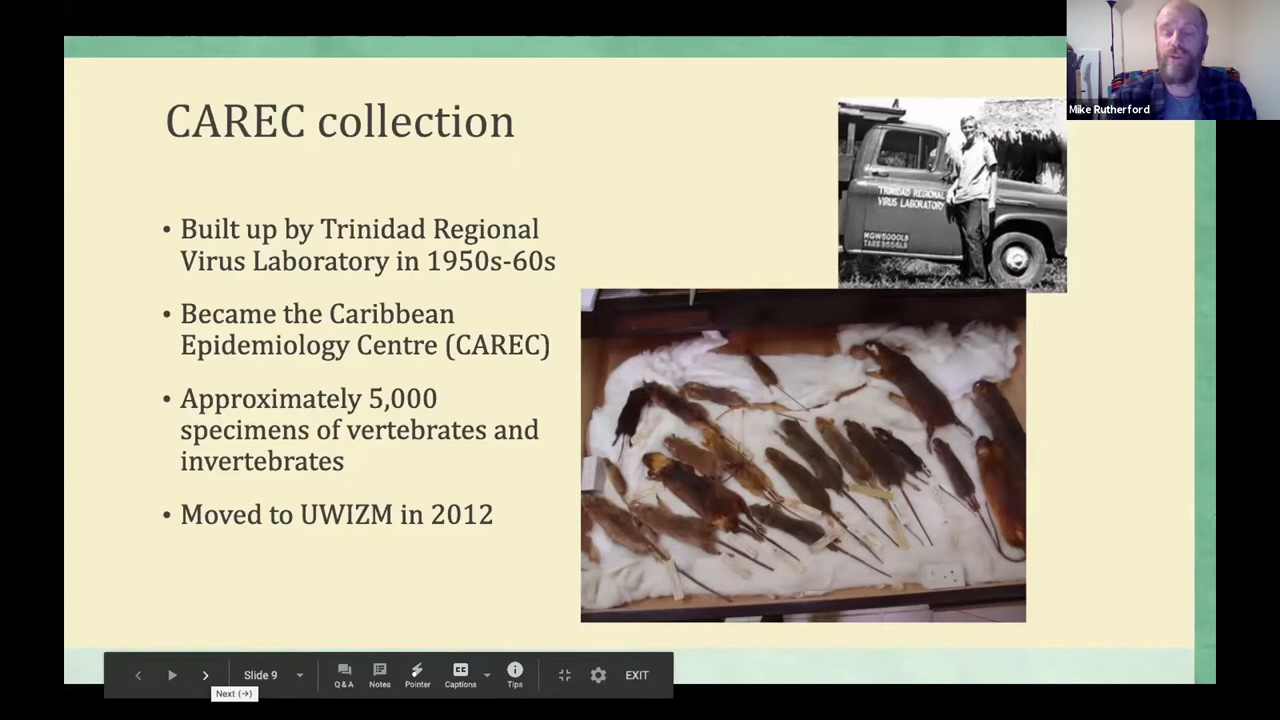 CAREC collection
Mike Rutherford
TRINIDAD REGIONAL
VIRUS LABORATORY
MGW5000LB
TARE3556LB
• Built up by Trinidad Regional
Virus Laboratory in 1950s-60s
• Became the Caribbean
Epidemiology Centre (CAREC)
• Approximately 5,000
specimens of vertebrates and
invertebrates
• Moved to UWIZM in 2012
Slide 9
Q&A
Notes
Pointer
Captions
Tips
EXIT
Next (→)